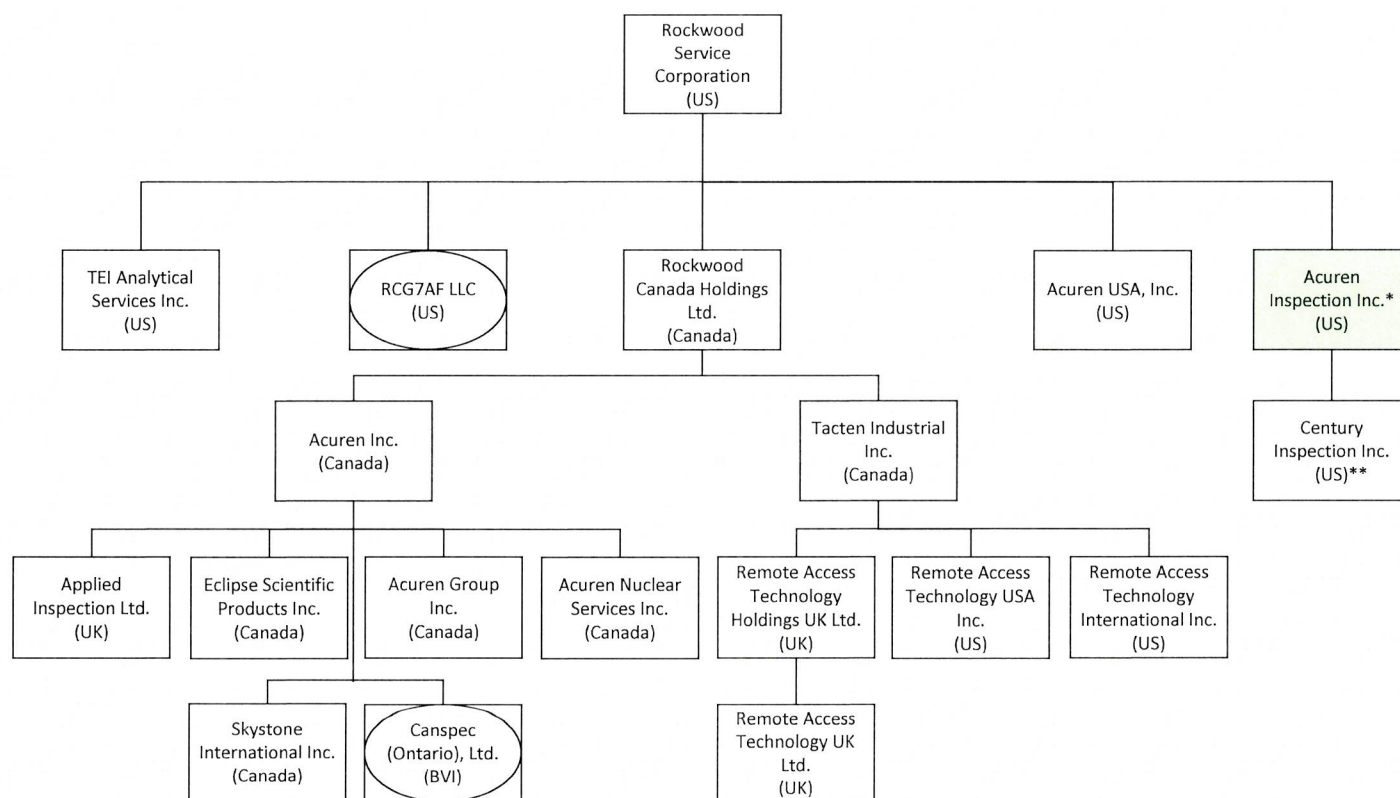 Rockwood
Service
Corporation
(US)
TEI Analytical
Services Inc.
(US)
RCG7AF LLC
(US)
Rockwood
Canada Holdings
Ltd.
(Canada)
Acuren USA, Inc.
(US)
Acuren
Inspection Inc.*
(US)
Acuren Inc.
(Canada)
Tacten Industrial
Inc.
(Canada)
Century
Inspection Inc.
(US)**
Applied
Inspection Ltd.
(UK)
Eclipse Scientific
Products Inc.
(Canada)
Acuren Group
Inc.
(Canada)
Acuren Nuclear
Services Inc.
(Canada)
Remote Access
Technology
Holdings UK Ltd.
(UK)
Remote Access
Technology USA
Inc.
(US)
Remote Access
Technology
International Inc.
(US)
Skystone
International Inc.
(Canada)
Canspec
(Ontario), Ltd.
(BVI)
Remote Access
Technology UK
Ltd.
(UK)